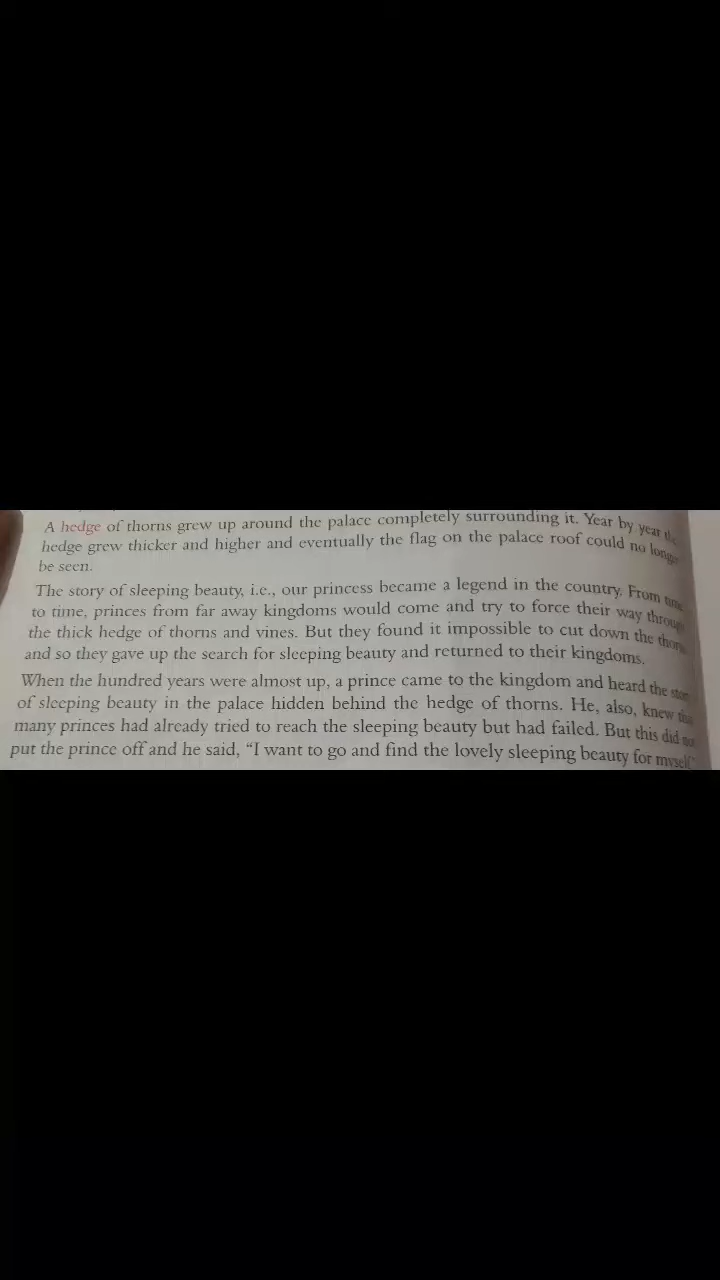 A hedge of thorns grew up around the palace completely surrounding it. Year by year the
hedge grew thicker and higher and eventually the flag on the palace roof could no longer
be seen.
The story of sleeping beauty, i.e., our princess became a legend in the country. From time
to time, princes from far away kingdoms would come and try to force their way through
the thick hedge of thorns and vines. But they found it impossible to cut down the thorns
and so they gave up the search for sleeping beauty and returned to their kingdoms.
When the hundred years were almost up, a prince came to the kingdom and heard the story
of sleeping beauty in the palace hidden behind the hedge of thorns. He, also, knew that
many princes had already tried to reach the sleeping beauty but had failed. But this did not
put the prince off and he said, “I want to go and find the lovely sleeping beauty for myself